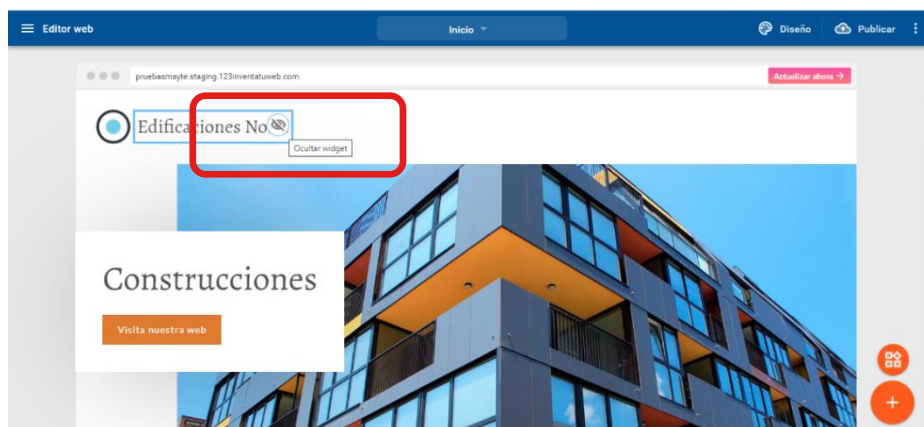 Editor web
Inicio
Diseño
Publicar
pruebasmayte.staging.123inventatuweb.com
Actualizar ahora →
Edificaciones No
Ocultar widget
Construcciones
Visita nuestra web